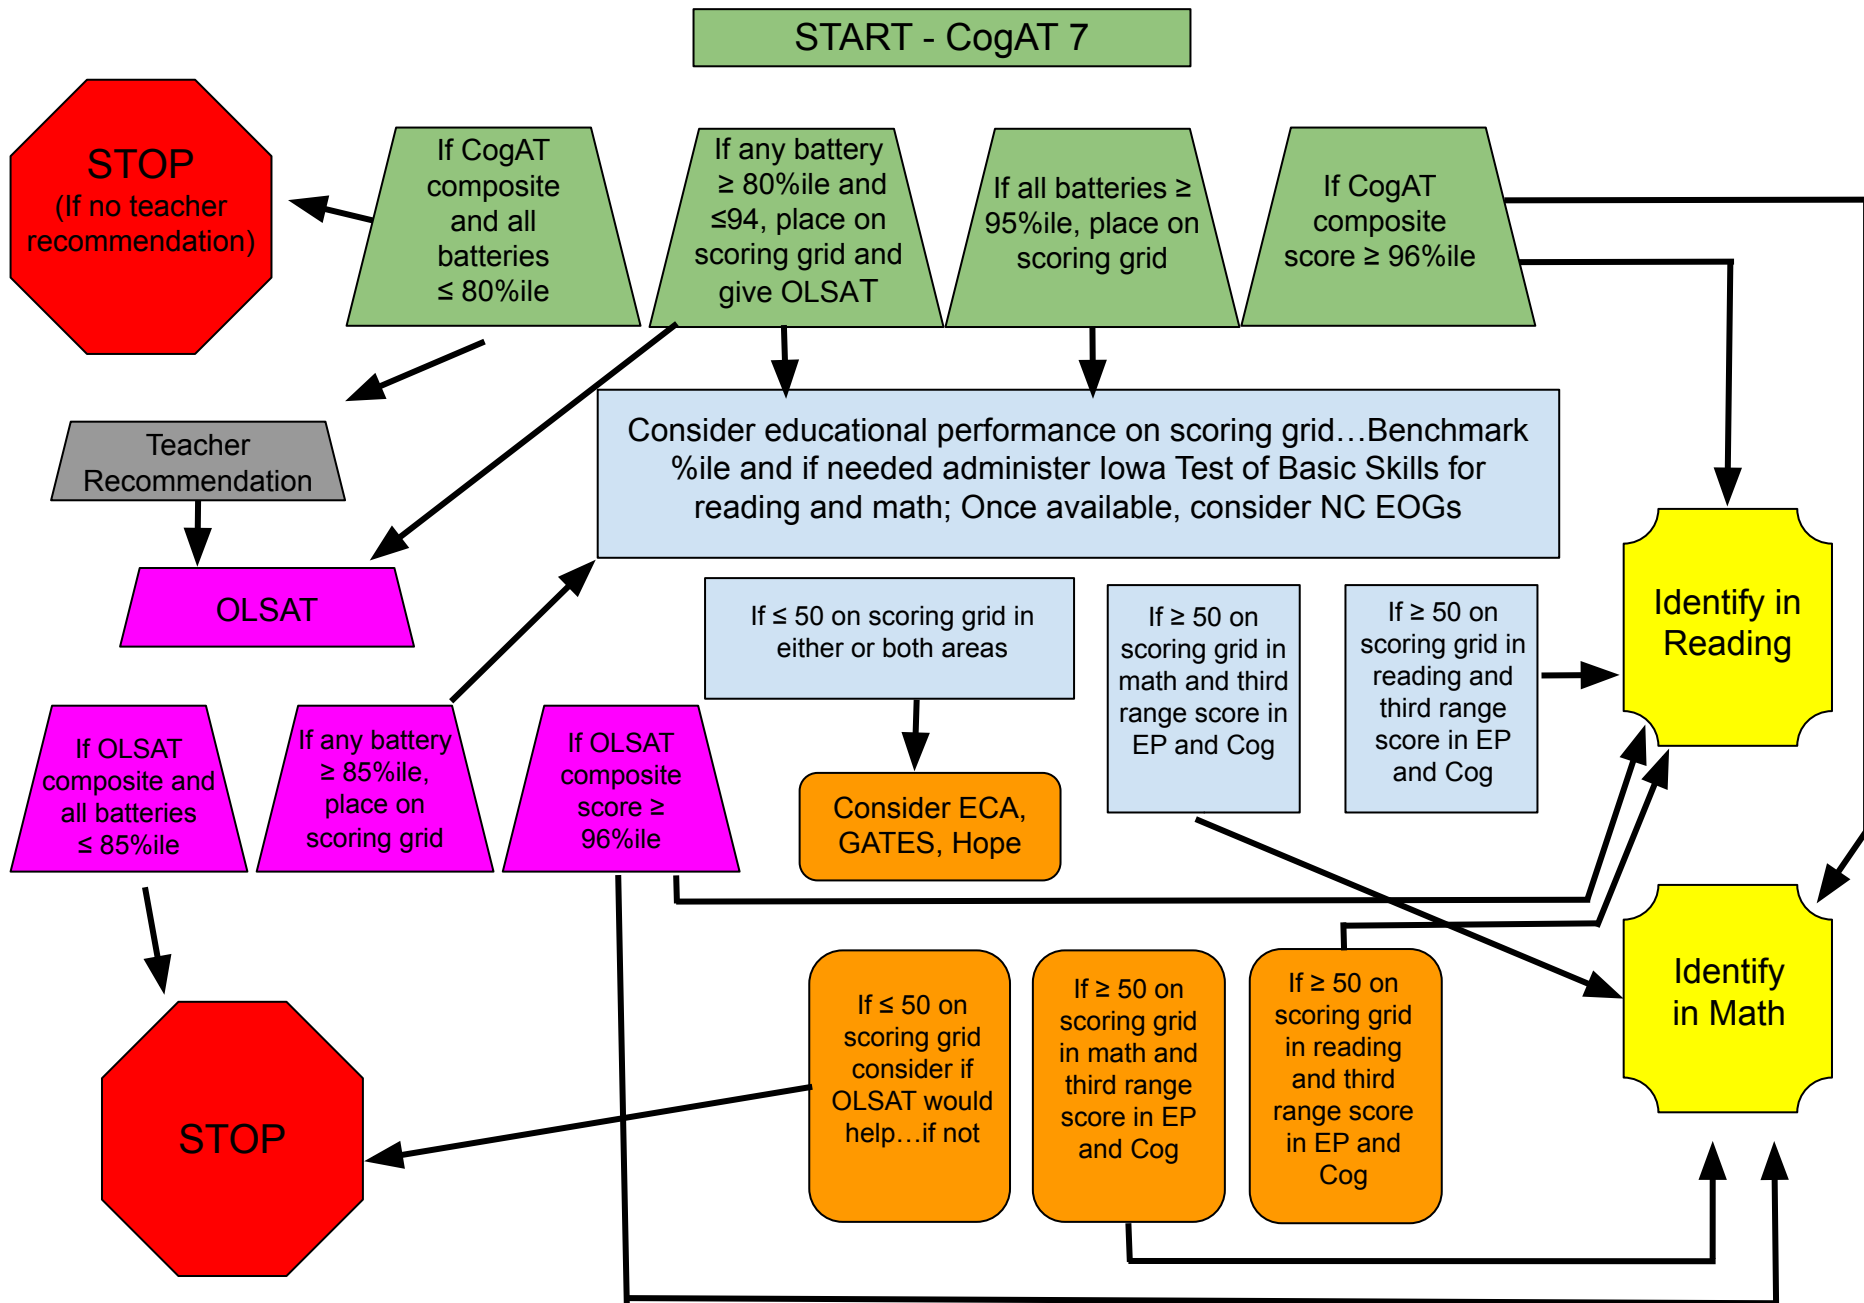 START - CogAT 7
STOP
(If no teacher
recommendation)
If CogAT
composite
and all
batteries
≤ 80%ile
If any battery
≥ 80%ile and
≤94, place on
scoring grid and
give OLSAT
If all batteries ≥
95%ile, place on
scoring grid
If CogAT
composite
score ≥ 96%ile
Teacher
Recommendation
Consider educational performance on scoring grid…Benchmark
%ile and if needed administer Iowa Test of Basic Skills for
reading and math; Once available, consider NC EOGs
OLSAT
If ≤ 50 on scoring grid in
either or both areas
If ≥ 50 on
scoring grid in
math and third
range score in
EP and Cog
If ≥ 50 on
scoring grid in
reading and
third range
score in EP
and Cog
Identify in
Reading
If OLSAT
composite and
all batteries
≤ 85%ile
If any battery
≥ 85%ile,
place on
scoring grid
If OLSAT
composite
score ≥
96%ile
Consider ECA,
GATES, Hope
STOP
If ≤ 50 on
scoring grid
consider if
OLSAT would
help…if not
If ≥ 50 on
scoring grid
in math and
third range
score in EP
and Cog
If ≥ 50 on
scoring grid
in reading
and third
range score
in EP and
Cog
Identify
in Math